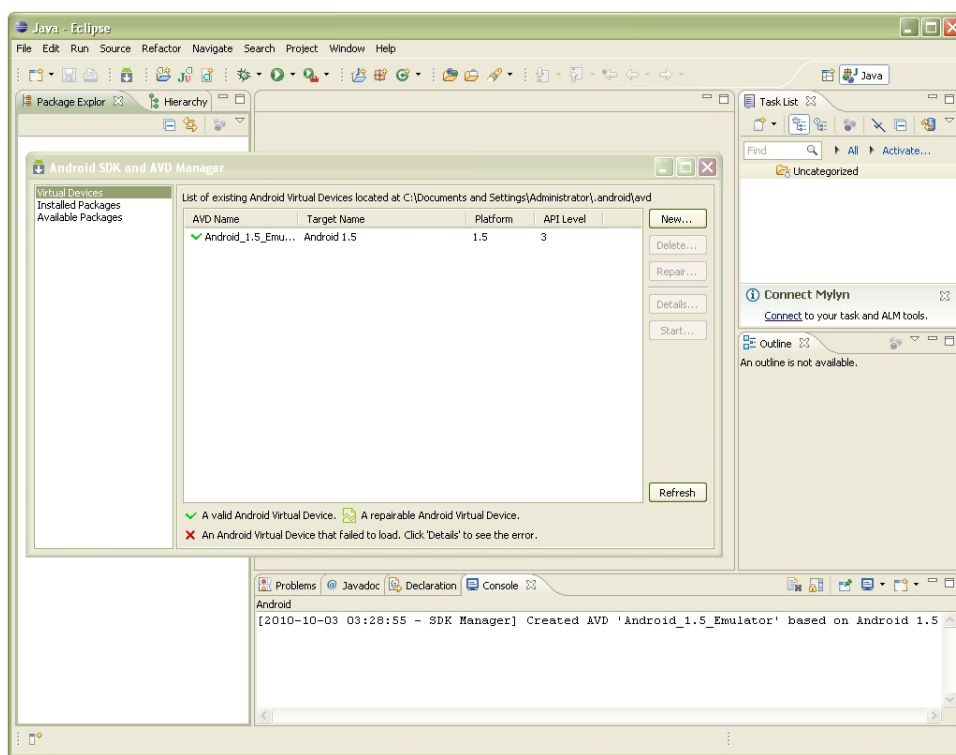 Java - Eclipse
File Edit Run Source Refactor Navigate Search Project Window Help
Java
Package Explor
Hierarchy
Task List
Find
All
Activate...
Uncategorized
Android SDK and AVD Manager
Virtual Devices
Installed Packages
Available Packages
List of existing Android Virtual Devices located at C:\Documents and Settings\Administrator\.android\avd
AVD Name Target Name Platform API Level
Android_1.5_Emu... Android 1.5 1.5 3
New...
Delete...
Repair...
Details...
Start...
Refresh
A valid Android Virtual Device. A repairable Android Virtual Device.
An Android Virtual Device that failed to load. Click 'Details' to see the error.
Connect Mylyn
Connect to your task and ALM tools.
Outline
An outline is not available.
Problems @ Javadoc Declaration Console
Android
[2010-10-03 03:28:55 - SDK Manager] Created AVD 'Android_1.5_Emulator' based on Android 1.5